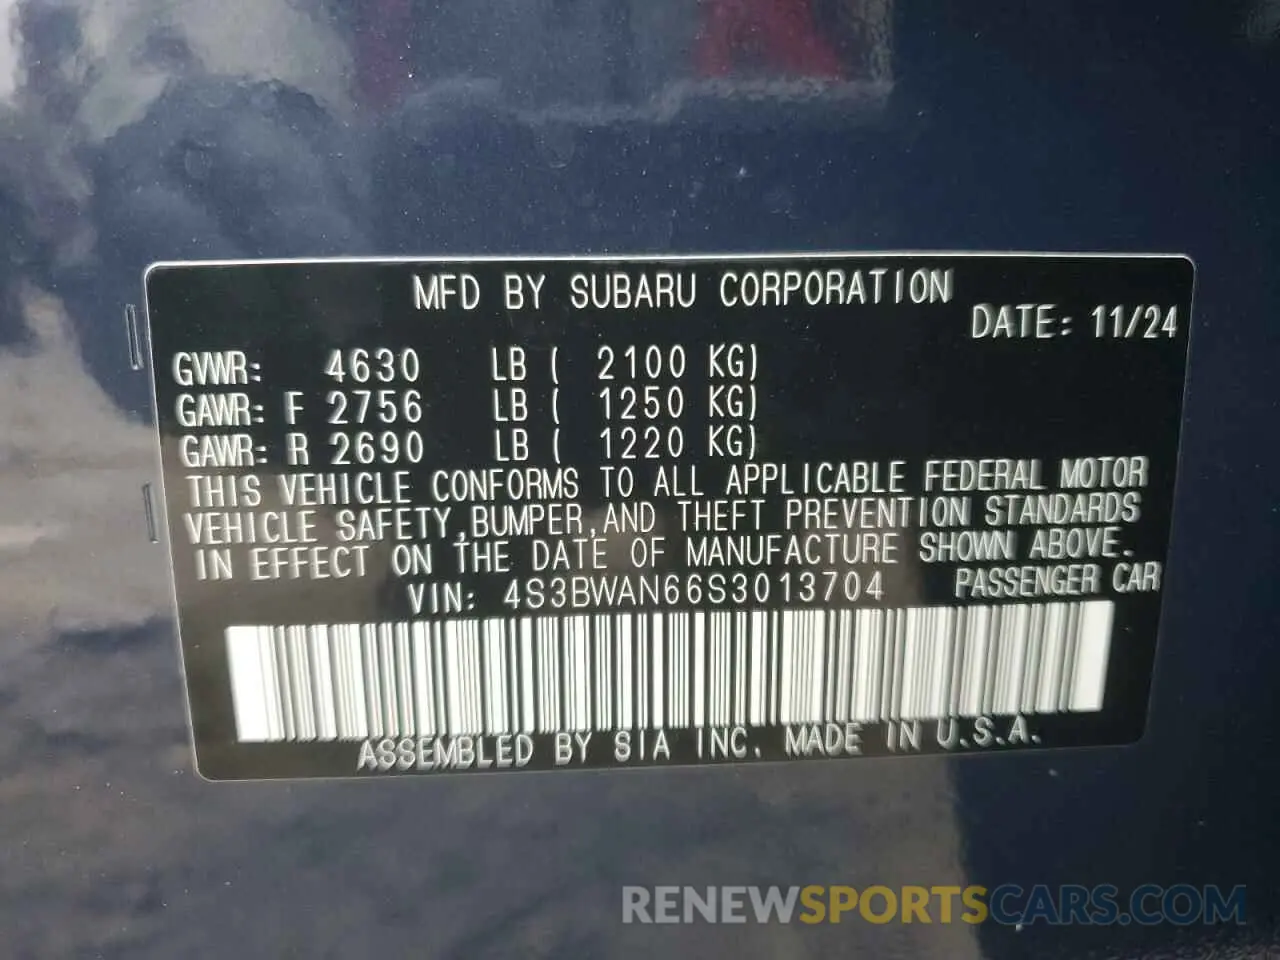 MFD BY SUBARU CORPORATION
DATE: 11/24
GVWR: 4630 LB ( 2100 KG)
GAWR: F 2756 LB ( 1250 KG)
GAWR: R 2690 LB ( 1220 KG)
THIS VEHICLE CONFORMS TO ALL APPLICABLE FEDERAL MOTOR
VEHICLE SAFETY,BUMPER,AND THEFT PREVENTION STANDARDS
IN EFFECT ON THE DATE OF MANUFACTURE SHOWN ABOVE.
VIN: 4S3BWAN66S3013704 PASSENGER CAR
ASSEMBLED BY SIA INC. MADE IN U.S.A.
RENEWSPORTSCARS.COM